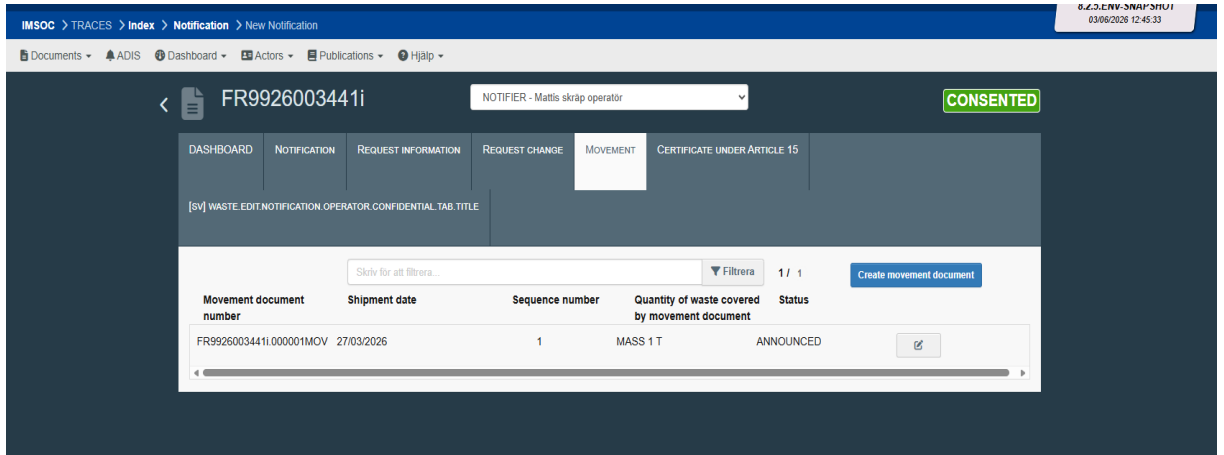 8.2.5.ENV-SNAPSHOT
03/06/2026 12:45:33
IMSOC > TRACES > Index > Notification > New Notification
Documents ADIS Dashboard Actors Publications Hjälp
FR9926003441i
NOTIFIER - Mattis skräp operatör
CONSENTED
DASHBOARD NOTIFICATION REQUEST INFORMATION REQUEST CHANGE MOVEMENT CERTIFICATE UNDER ARTICLE 15
[SV] WASTE.EDIT.NOTIFICATION.OPERATOR.CONFIDENTIAL.TAB.TITLE
Skriv för att filtrera...
Filtrera
1 / 1
Create movement document
Movement document number
Shipment date
Sequence number
Quantity of waste covered by movement document
Status
FR9926003441i.000001MOV 27/03/2026 1 MASS 1 T ANNOUNCED